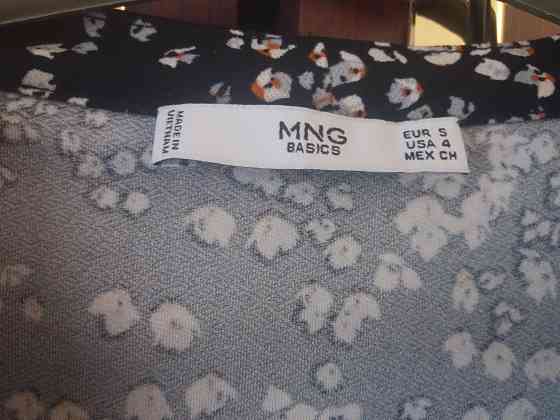 MADE IN
VIETNAM
MNG
BASICS
EUR S
USA 4
MEX CH